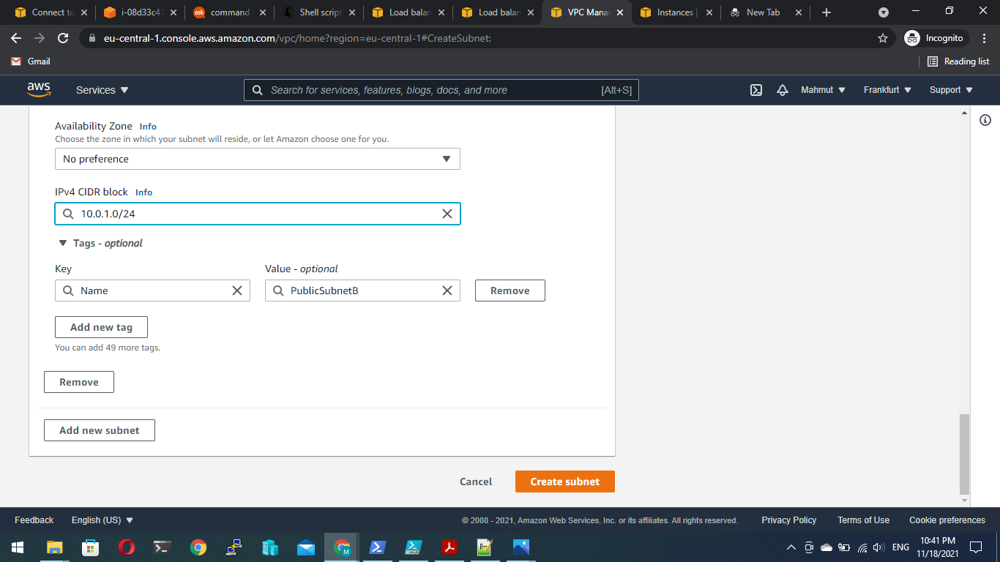 Connect to
i-08d33c41
ask command
Shell script
Load balan
Load balan
VPC Mana
Instances |
New Tab
eu-central-1.console.aws.amazon.com/vpc/home?region=eu-central-1#CreateSubnet:
Incognito
Gmail
Reading list
aws
Services
Search for services, features, blogs, docs, and more [Alt+S]
Mahmut
Frankfurt
Support
Availability Zone Info
Choose the zone in which your subnet will reside, or let Amazon choose one for you.
No preference
IPv4 CIDR block Info
10.0.1.0/24
Tags - optional
Key
Value - optional
Name
PublicSubnetB
Remove
Add new tag
You can add 49 more tags.
Remove
Add new subnet
Cancel
Create subnet
Feedback
English (US)
© 2008 - 2021, Amazon Web Services, Inc. or its affiliates. All rights reserved.
Privacy Policy
Terms of Use
Cookie preferences
M
ENG
10:41 PM
11/18/2021